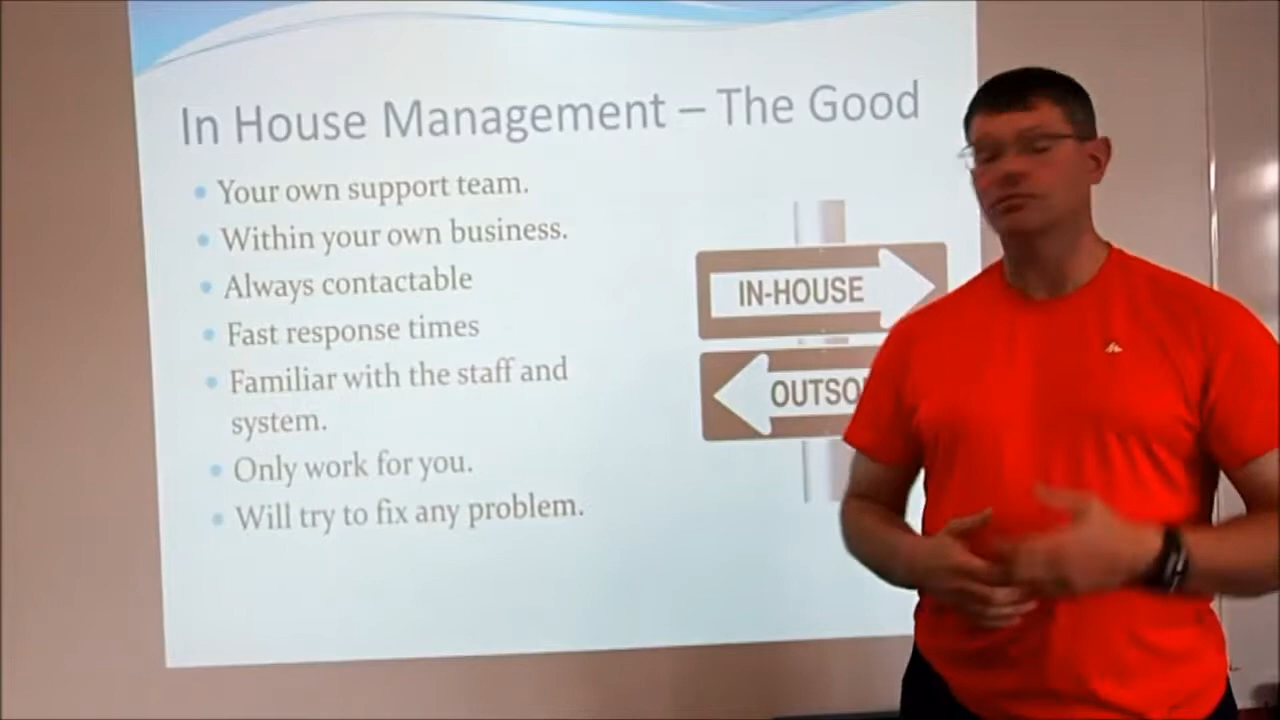 In House Management – The Good
Your own support team.
Within your own business.
Always contactable
Fast response times
Familiar with the staff and
system.
Only work for you.
Will try to fix any problem.
IN-HOUSE
OUTSO